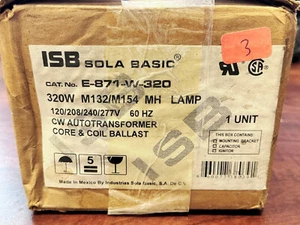 3
ISB SOLA BASIC
CAT. No. E-871-W-320
320W M132/M154 MH LAMP
120/208/240/277V 60 HZ
CW AUTOTRANSFORMER
CORE & COIL BALLAST
1 UNIT
THIS BOX CONTAINS:
MOUNTING BRACKET
CAPACITOR
IGNITOR
5
Made in Mexico By Industrias Sola Basic, S.A. De C.V.
ISB